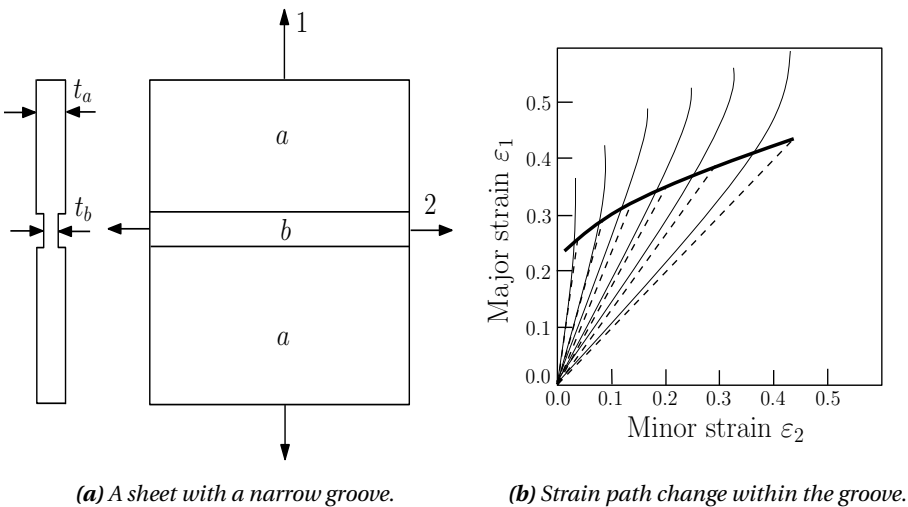 1
t_a
a
t_b
b
2
a
Major strain ε₁
0.5
0.4
0.3
0.2
0.1
0.0
0.0 0.1 0.2 0.3 0.4 0.5
Minor strain ε₂
(a) A sheet with a narrow groove.
(b) Strain path change within the groove.